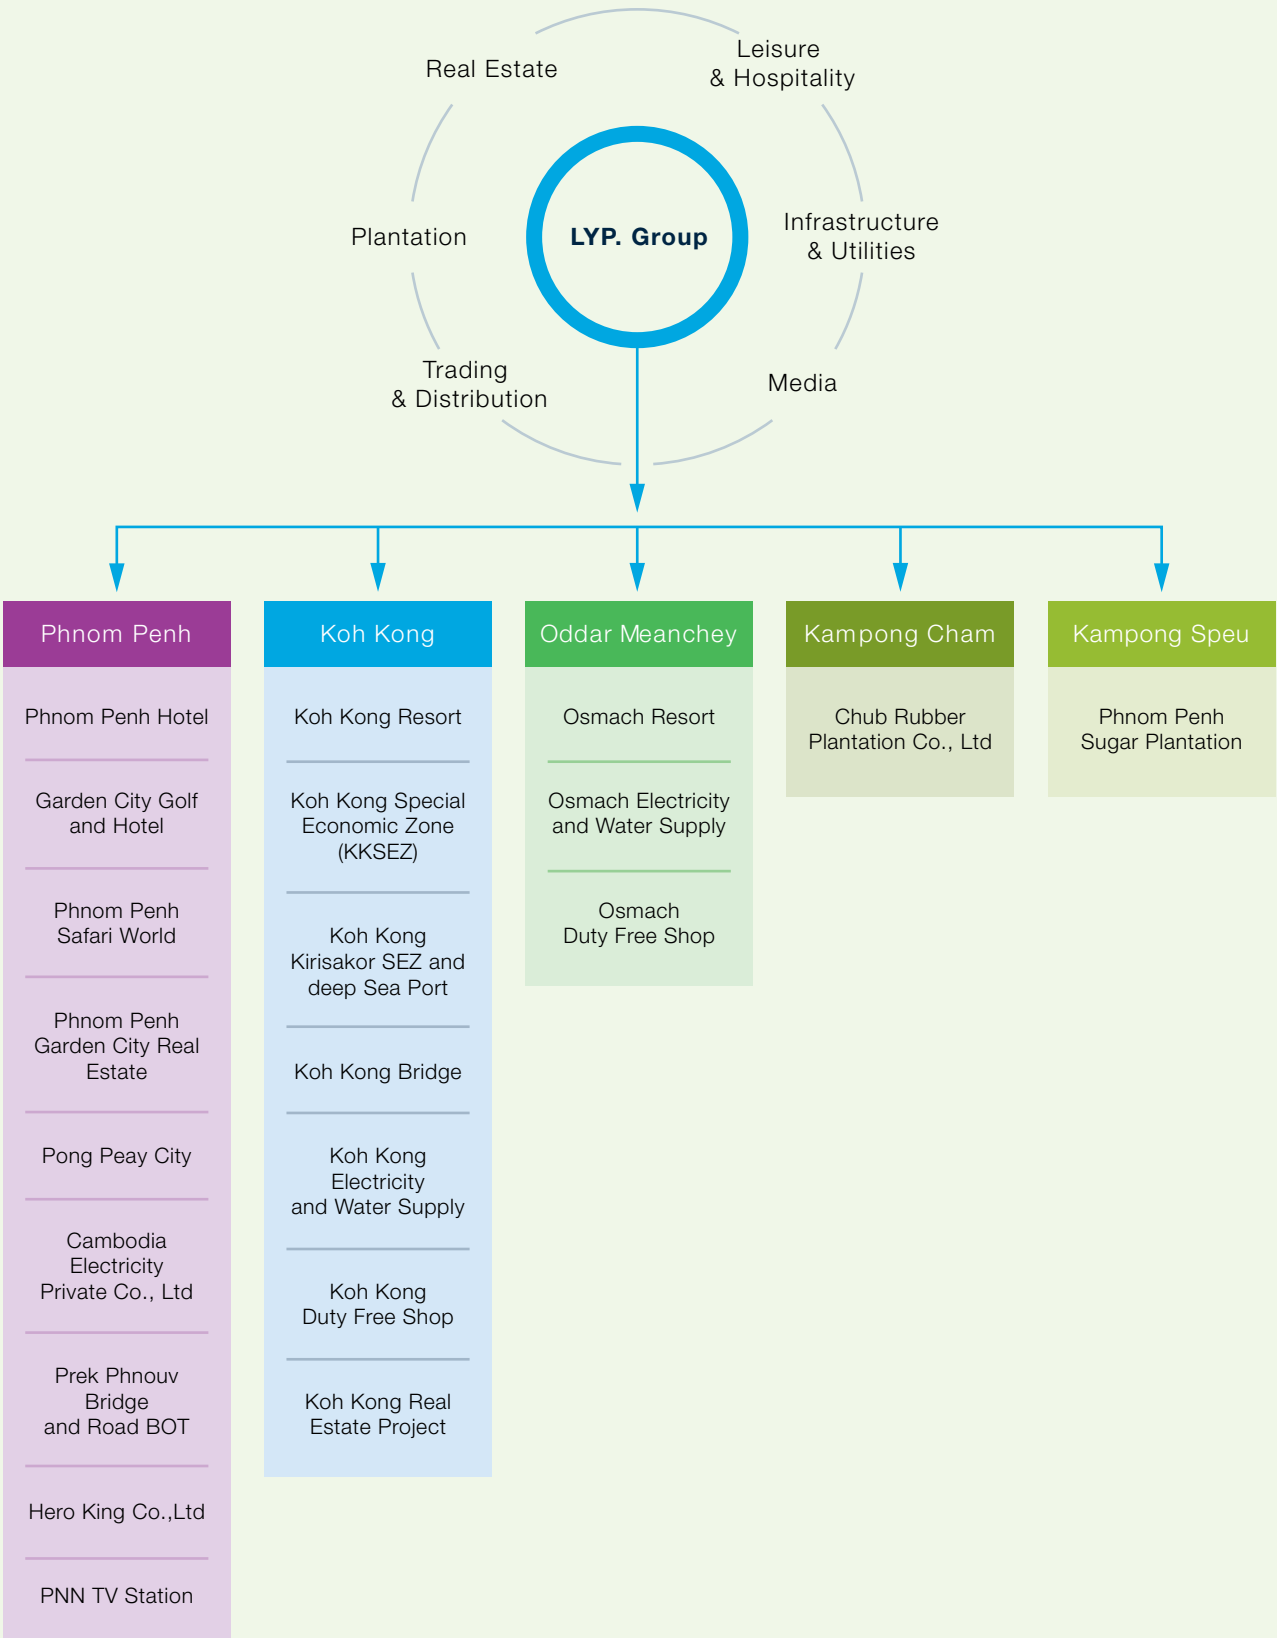 Real Estate
Leisure
& Hospitality
Plantation
LYP. Group
Infrastructure
& Utilities
Trading
& Distribution
Media
Phnom Penh
Phnom Penh Hotel
Garden City Golf
and Hotel
Phnom Penh
Safari World
Phnom Penh
Garden City Real
Estate
Pong Peay City
Cambodia
Electricity
Private Co., Ltd
Prek Phnouv
Bridge
and Road BOT
Hero King Co.,Ltd
PNN TV Station
Koh Kong
Koh Kong Resort
Koh Kong Special
Economic Zone
(KKSEZ)
Koh Kong
Kirisakor SEZ and
deep Sea Port
Koh Kong Bridge
Koh Kong
Electricity
and Water Supply
Koh Kong
Duty Free Shop
Koh Kong Real
Estate Project
Oddar Meanchey
Osmach Resort
Osmach Electricity
and Water Supply
Osmach
Duty Free Shop
Kampong Cham
Chub Rubber
Plantation Co., Ltd
Kampong Speu
Phnom Penh
Sugar Plantation